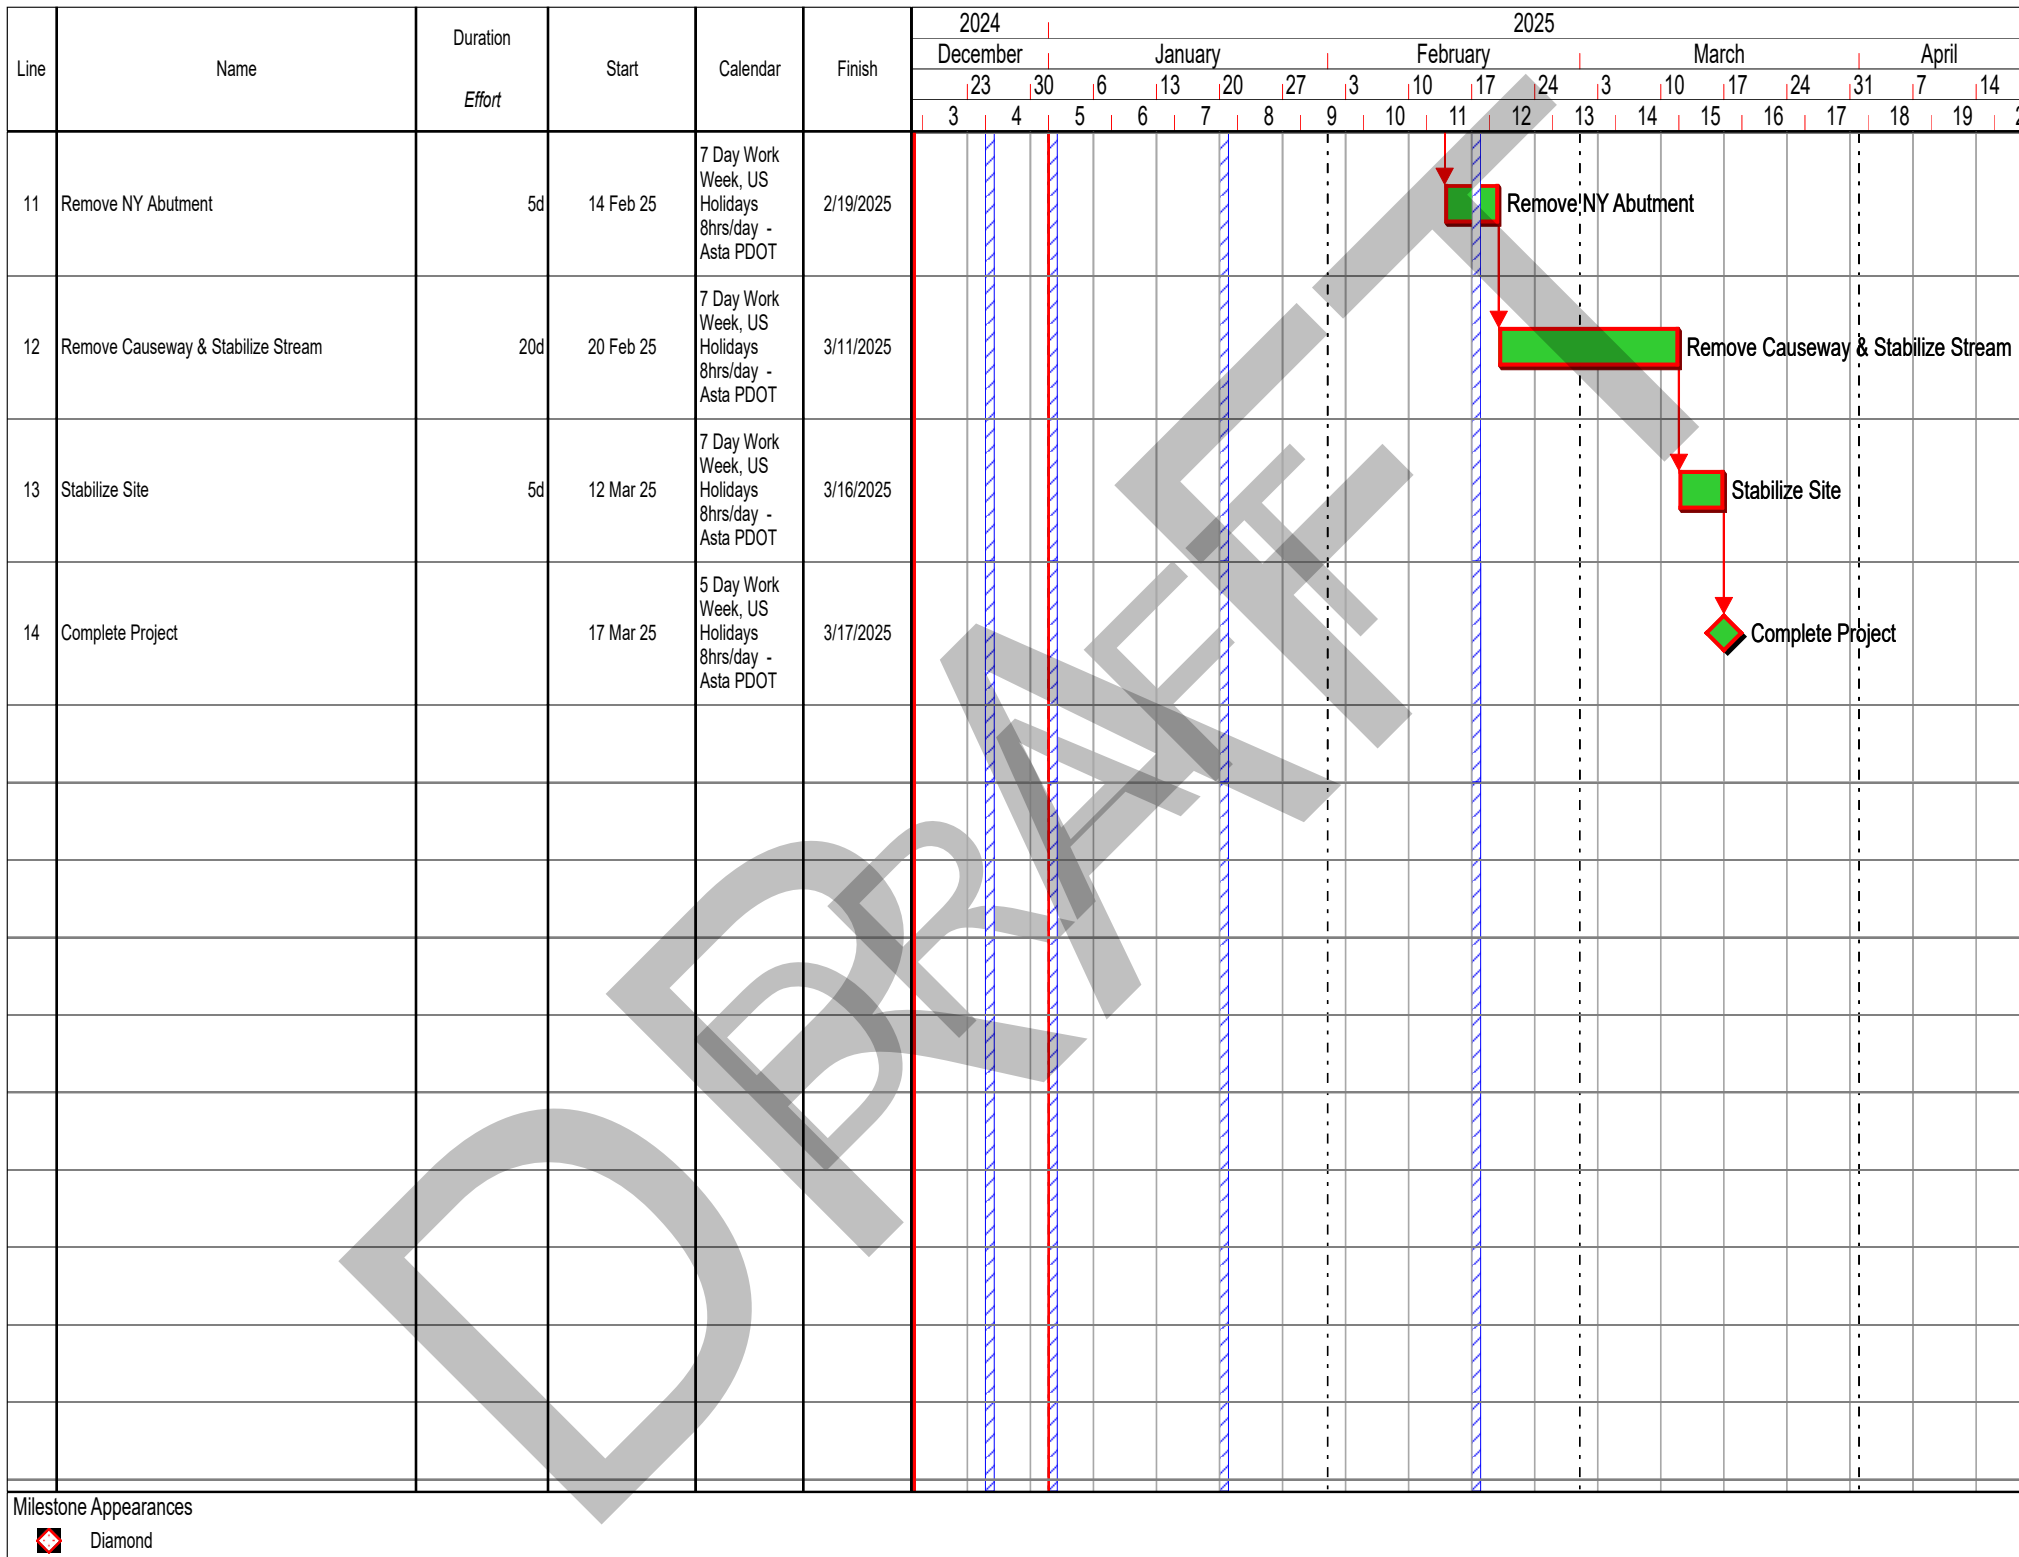 2024 2025
December January February March April
Line Name Duration Start Calendar Finish
Effort
23 30 6 13 20 27 3 10 17 24 3 10 17 24 31 7 14
3 4 5 6 7 8 9 10 11 12 13 14 15 16 17 18 19
7 Day Work
Week, US
11 Remove NY Abutment 5d 14 Feb 25 Holidays 2/19/2025 Remove NY Abutment
8hrs/day -
Asta PDOT
7 Day Work
Week, US
12 Remove Causeway & Stabilize Stream 20d 20 Feb 25 Holidays 3/11/2025 Remove Causeway & Stabilize Stream
8hrs/day -
Asta PDOT
7 Day Work
Week, US
13 Stabilize Site 5d 12 Mar 25 Holidays 3/16/2025 Stabilize Site
8hrs/day -
Asta PDOT
5 Day Work
Week, US
14 Complete Project 17 Mar 25 Holidays 3/17/2025 Complete Project
8hrs/day -
Asta PDOT
DRAFT
DRAFT
Milestone Appearances
Diamond